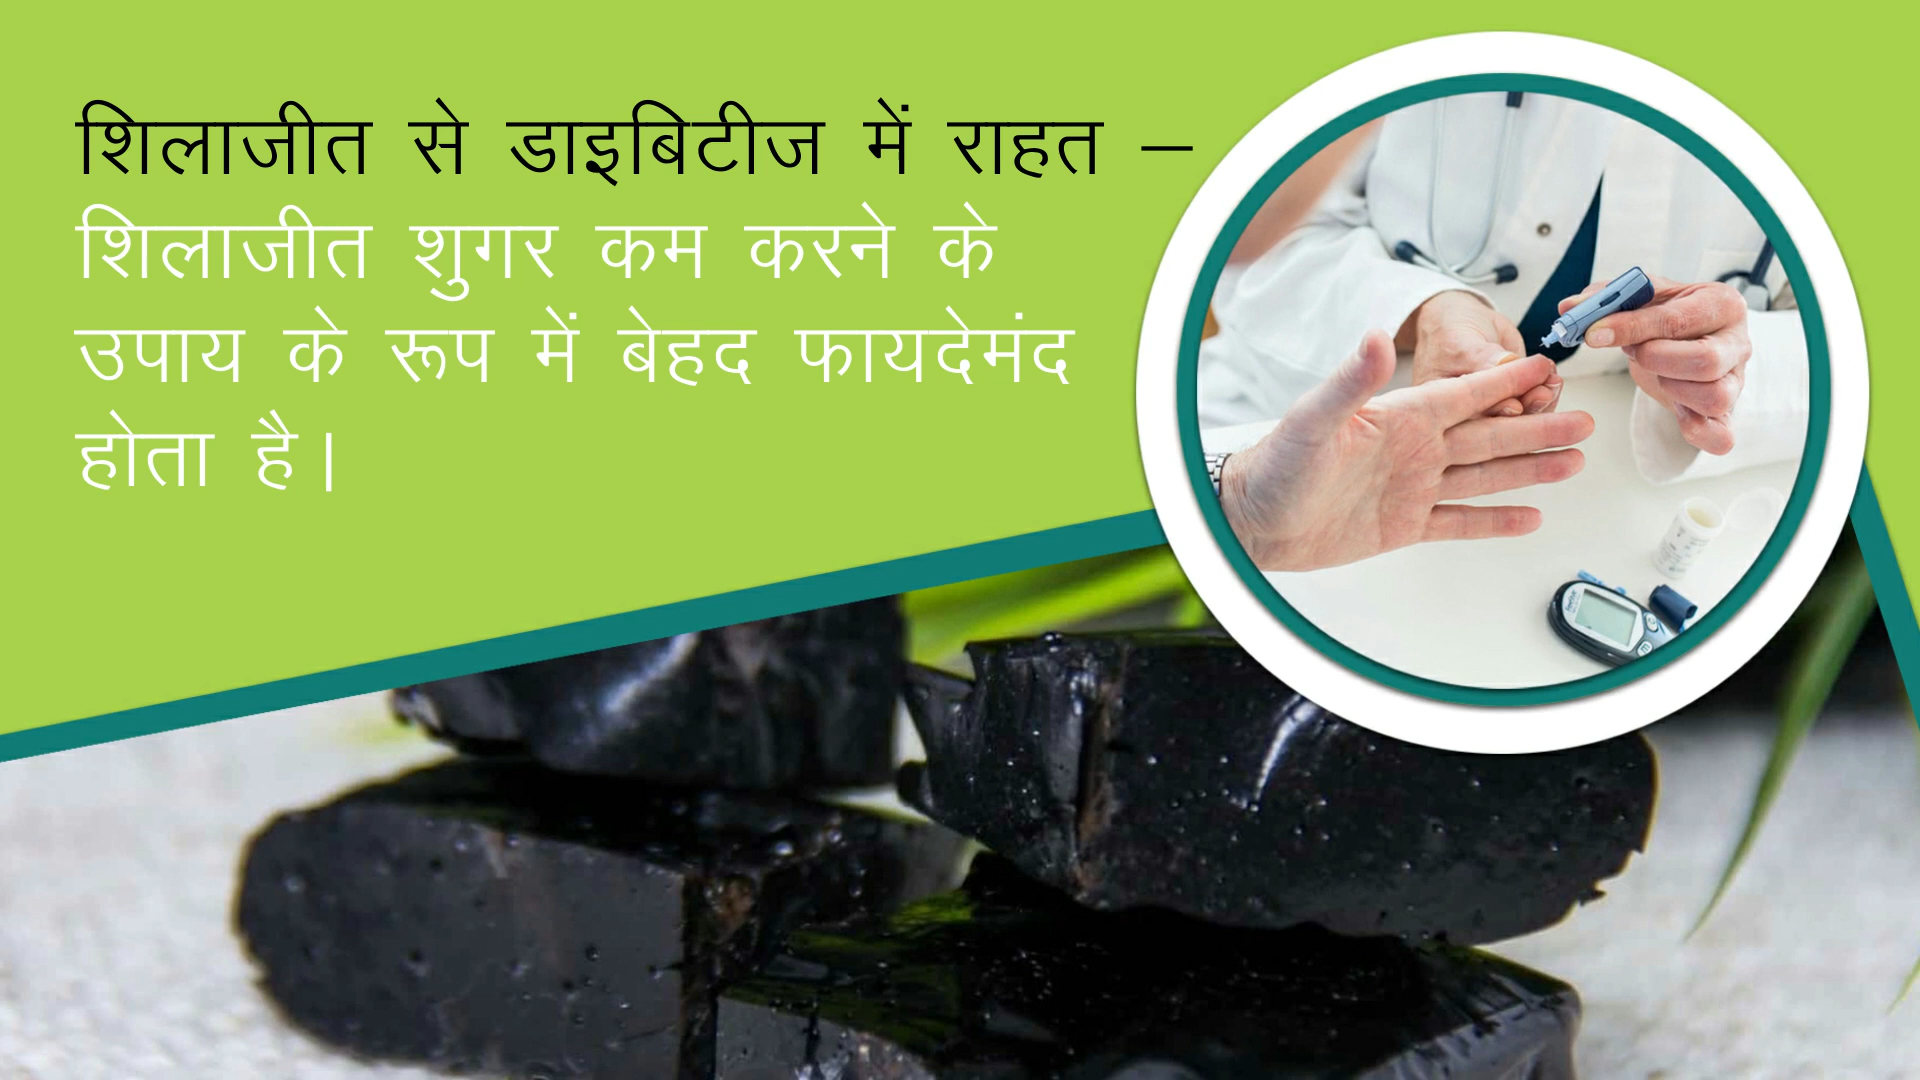 शिलाजीत से डाइबिटीज में राहत –
शिलाजीत शुगर कम करने के
उपाय के रूप में बेहद फायदेमंद
होता है।